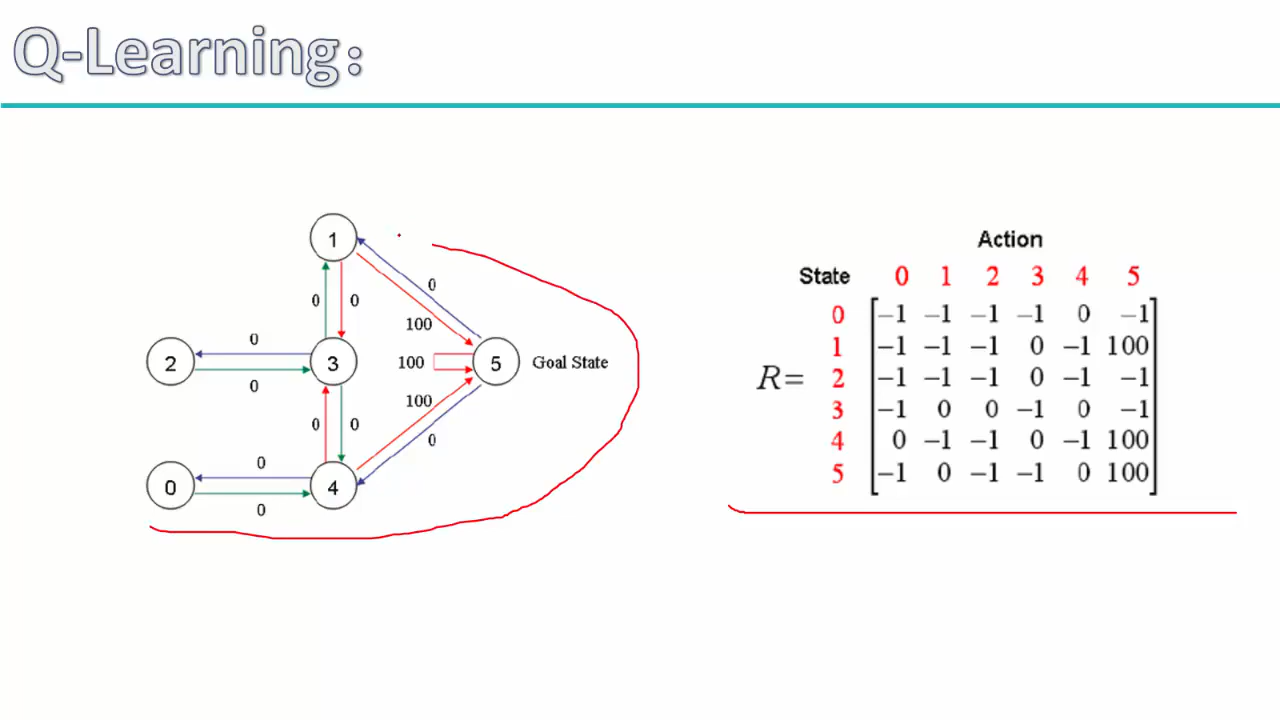 Q-Learning:
1
0
0 0 100
2 0 0 3 100 5 Goal State
0 0 100
0
0 0 0 4
Action
State 0 1 2 3 4 5
0 −1 −1 −1 −1 0 −1
1 −1 −1 −1 0 −1 100
R= 2 −1 −1 −1 0 −1 −1
3 −1 0 0 −1 0 −1
4 0 −1 −1 0 −1 100
5 −1 0 −1 −1 0 100